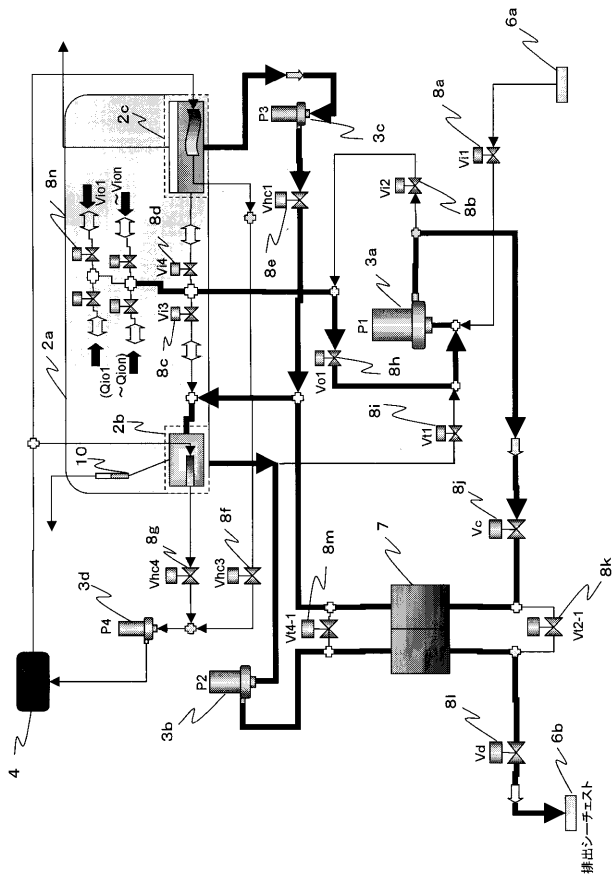 6a
8a
Vi1
2c
P3
3c
8n
Vio1
~Vion
8d
Vi4
Vhc1
8e
Vi2
8b
3a
P1
2a
(Qio1
~Qion)
8c
Vi3
Vo1
8h
10
2b
8i
Vt1
8g
Vhc4
8f
Vhc3
8m
Vt4-1
7
8j
Vc
8k
Vt2-1
3d
P4
4
P2
3b
8l
Vd
6b
排出シーチェスト